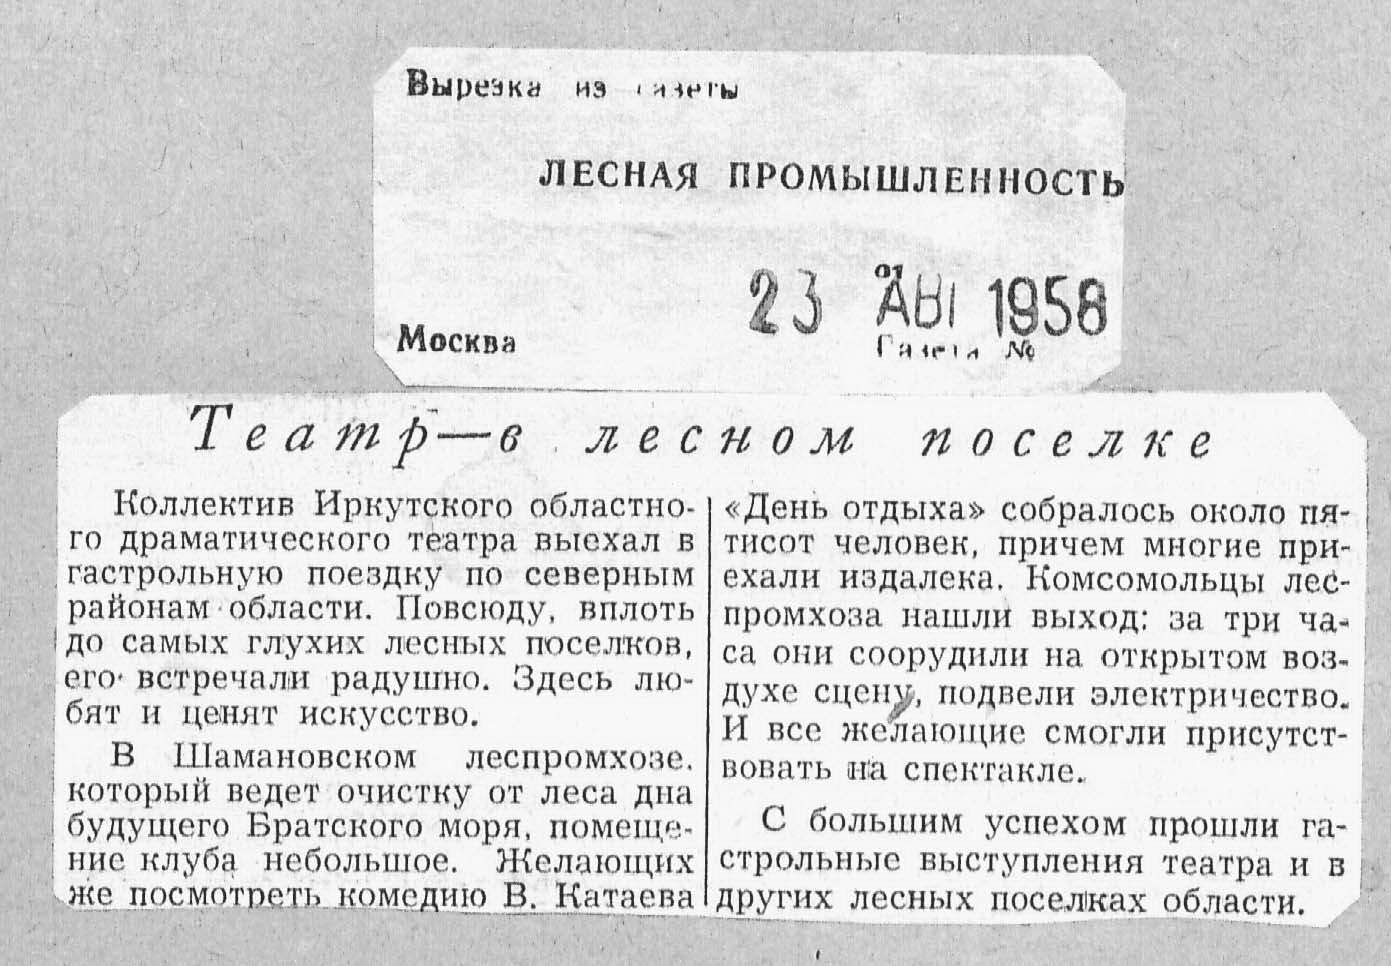 Вырезка из газеты
ЛЕСНАЯ ПРОМЫШЛЕННОСТЬ
от
23 АВГ 1958
Москва
Газета №
Театр — в лесном поселке
Коллектив Иркутского областно-
го драматического театра выехал в
гастрольную поездку по северным
районам области. Повсюду, вплоть
до самых глухих лесных поселков,
его встречали радушно. Здесь лю-
бят и ценят искусство.
В Шамановском леспромхозе,
который ведет очистку от леса дна
будущего Братского моря, помеще-
ние клуба небольшое. Желающих
же посмотреть комедию В. Катаева
«День отдыха» собралось около пя-
тисот человек, причем многие при-
ехали издалека. Комсомольцы лес-
промхоза нашли выход: за три ча-
са они соорудили на открытом воз-
духе сцену, подвели электричество.
И все желающие смогли присутст-
вовать на спектакле.
С большим успехом прошли га-
строльные выступления театра и в
других лесных поселках области.